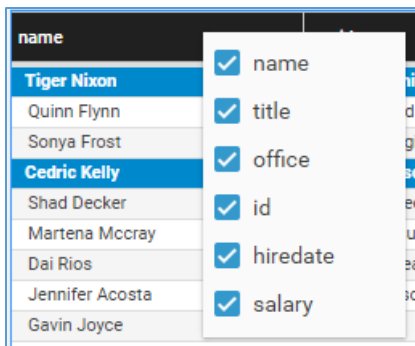 name
Tiger Nixon
Quinn Flynn
Sonya Frost
Cedric Kelly
Shad Decker
Martena Mccray
Dai Rios
Jennifer Acosta
Gavin Joyce
name
title
office
id
hiredate
salary